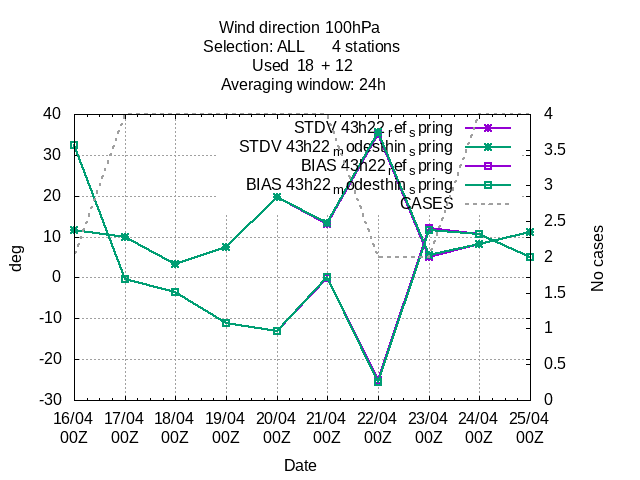 Wind direction 100hPa
Selection: ALL 4 stations
Used 18 + 12
Averaging window: 24h
40
30
20
10
0
-10
-20
-30
deg
4
3.5
3
2.5
2
1.5
1
0.5
0
No cases
STDV 43h22_ref_spring
STDV 43h22_modesthin_spring
BIAS 43h22_ref_spring
BIAS 43h22_modesthin_spring
CASES
16/04 17/04 18/04 19/04 20/04 21/04 22/04 23/04 24/04 25/04
00Z 00Z 00Z 00Z 00Z 00Z 00Z 00Z 00Z 00Z
Date